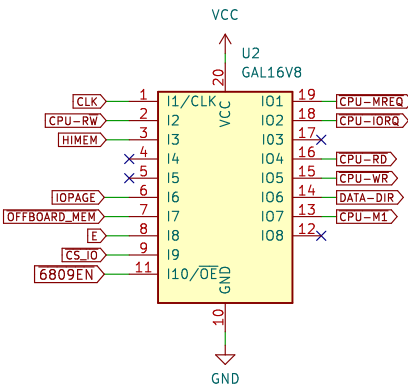 VCC
U2
GAL16V8
20
VCC
CLK 1 I1/CLK IO1 19 CPU-MREQ
CPU-RW 2 I2 IO2 18 CPU-IORQ
HIMEM 3 I3 IO3 17
4 I4 IO4 16 CPU-RD
5 I5 IO5 15 CPU-WR
IOPAGE 6 I6 IO6 14 DATA-DIR
OFFBOARD_MEM 7 I7 IO7 13 CPU-M1
E 8 I8 IO8 12
CS_IO 9 I9
6809EN 11 I10/OE
GND
10
GND